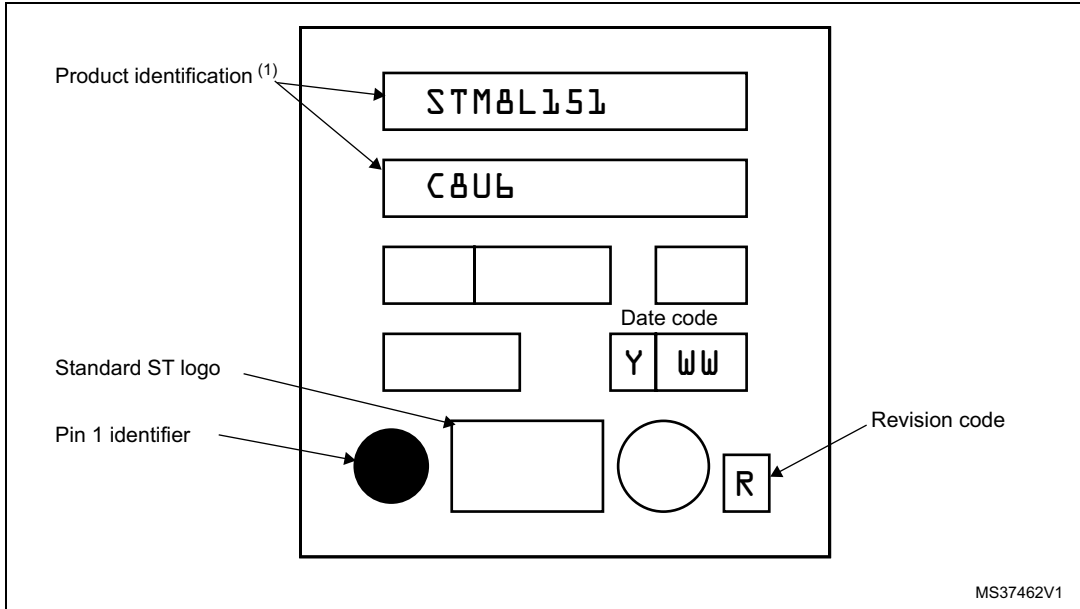 Product identification (1)
STM8L151
C8U6
Date code
Y WW
Standard ST logo
Pin 1 identifier
Revision code
R
MS37462V1